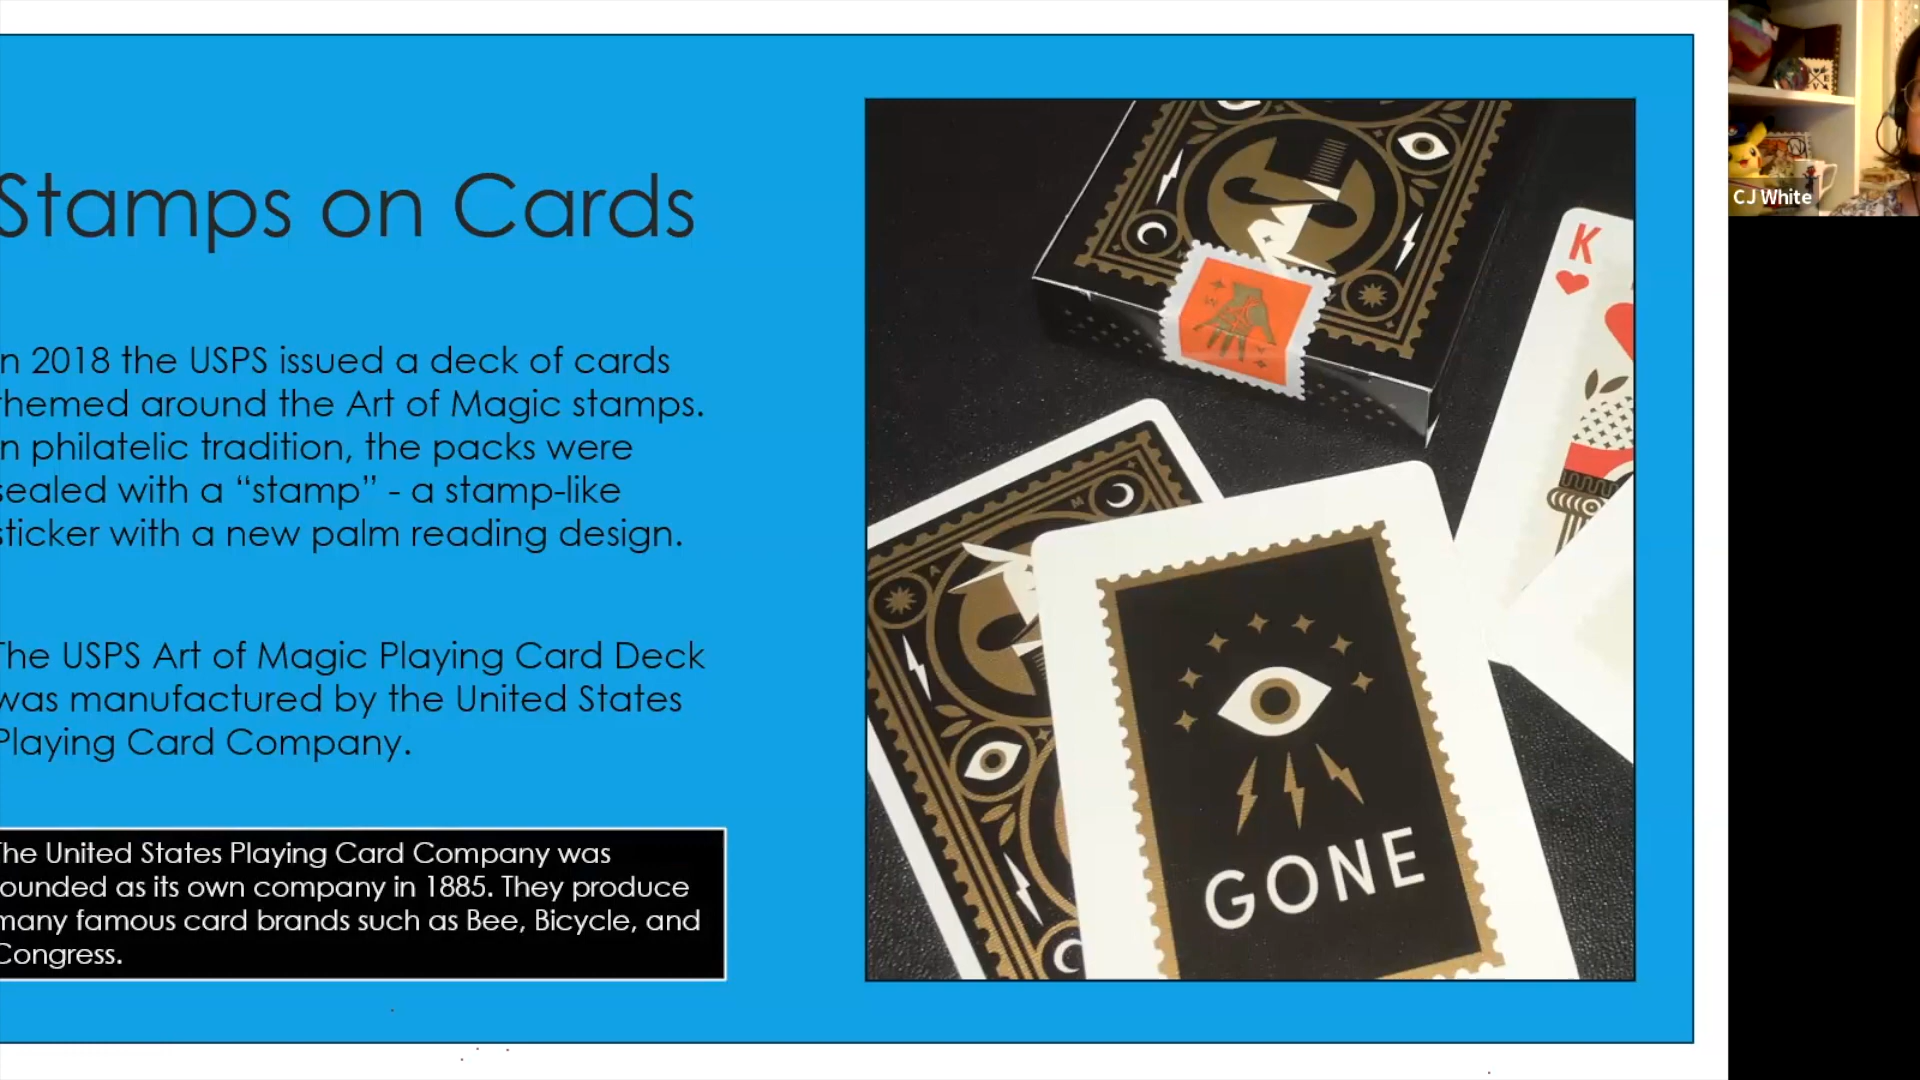 Stamps on Cards
n 2018 the USPS issued a deck of cards
themed around the Art of Magic stamps.
n philatelic tradition, the packs were
sealed with a “stamp” - a stamp-like
sticker with a new palm reading design.
The USPS Art of Magic Playing Card Deck
was manufactured by the United States
Playing Card Company.
The United States Playing Card Company was
ounded as its own company in 1885. They produce
many famous card brands such as Bee, Bicycle, and
Congress.
K
M
A
GONE
CJ White